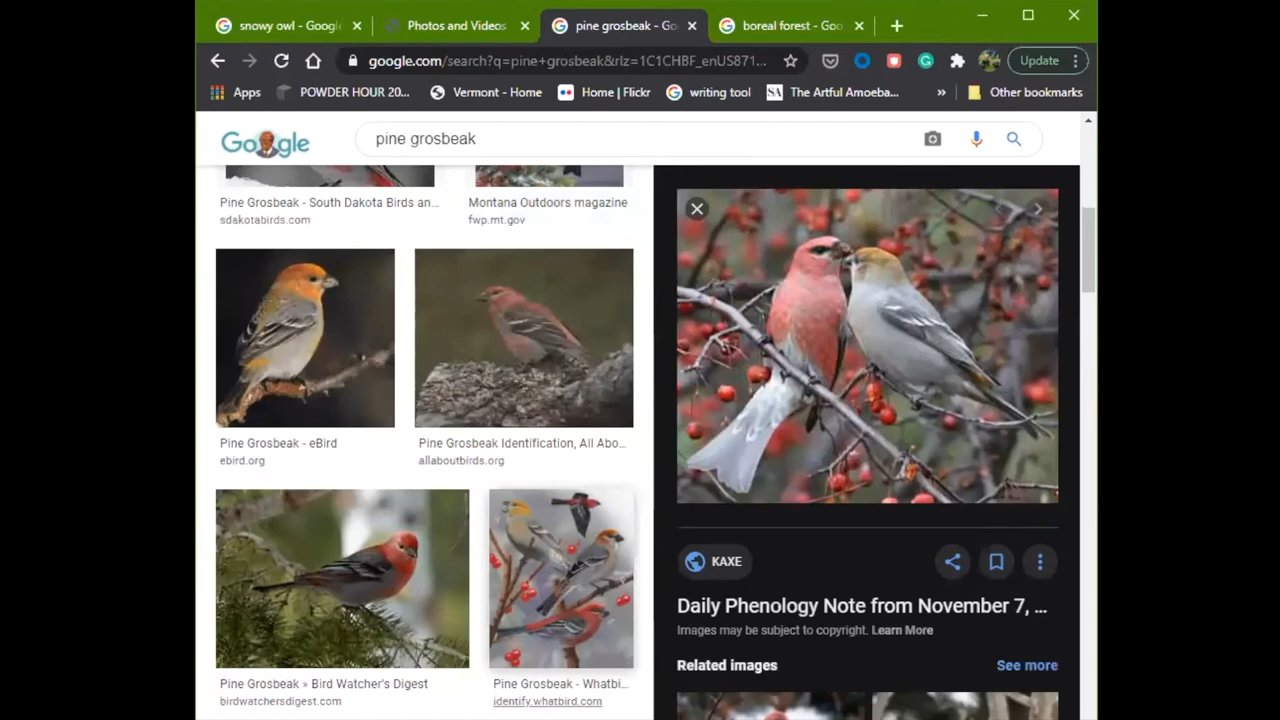 snowy owl - Google
Photos and Videos
pine grosbeak - Go
boreal forest - Goo
google.com/search?q=pine+grosbeak&rlz=1C1CHBF_enUS871...
Update
Apps
POWDER HOUR 20...
Vermont - Home
Home | Flickr
writing tool
SA
The Artful Amoeba...
»
Other bookmarks
Google
pine grosbeak
Pine Grosbeak - South Dakota Birds an...
sdakotabirds.com
Montana Outdoors magazine
fwp.mt.gov
Pine Grosbeak - eBird
ebird.org
Pine Grosbeak Identification, All Abo...
allaboutbirds.org
Pine Grosbeak » Bird Watcher's Digest
birdwatchersdigest.com
Pine Grosbeak - Whatbi...
identify.whatbird.com
KAXE
Daily Phenology Note from November 7, ...
Images may be subject to copyright. Learn More
Related images
See more